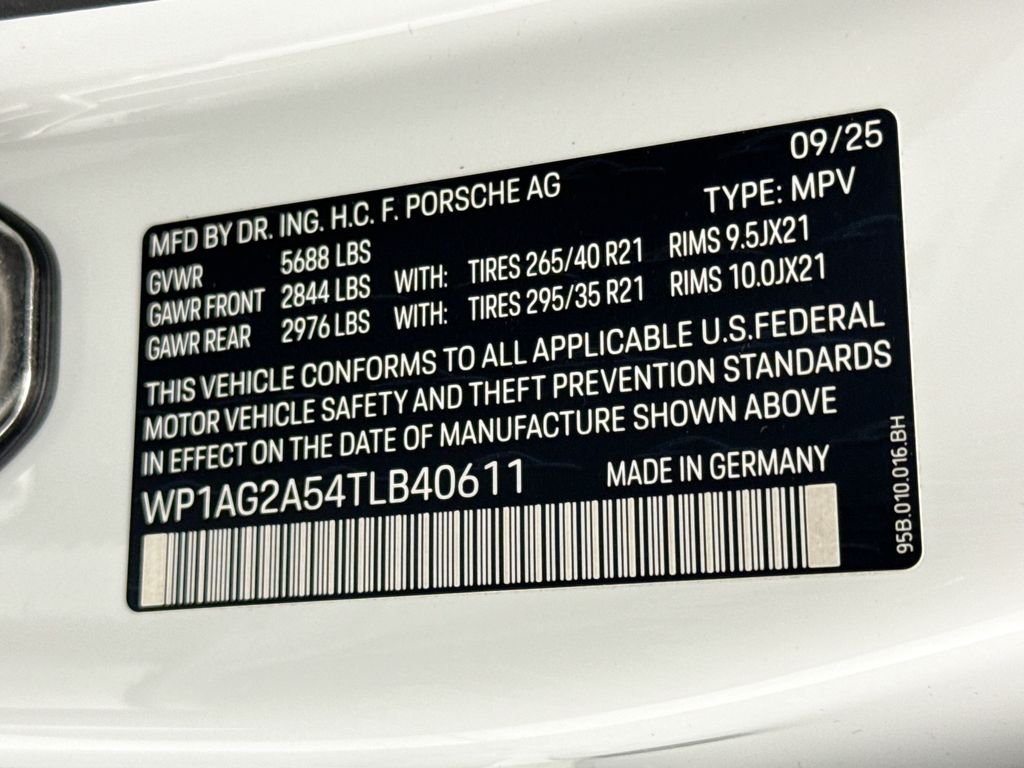 09/25
MFD BY DR. ING. H.C. F. PORSCHE AG TYPE: MPV
GVWR 5688 LBS
GAWR FRONT 2844 LBS WITH: TIRES 265/40 R21 RIMS 9.5JX21
GAWR REAR 2976 LBS WITH: TIRES 295/35 R21 RIMS 10.0JX21
THIS VEHICLE CONFORMS TO ALL APPLICABLE U.S.FEDERAL
MOTOR VEHICLE SAFETY AND THEFT PREVENTION STANDARDS
IN EFFECT ON THE DATE OF MANUFACTURE SHOWN ABOVE
WP1AG2A54TLB40611 MADE IN GERMANY
95B.010.016.BH